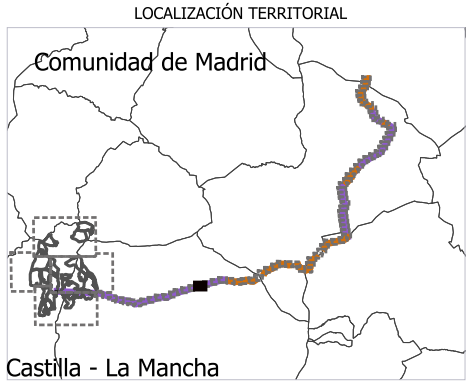 LOCALIZACIÓN TERRITORIAL
Comunidad de Madrid
Castilla - La Mancha